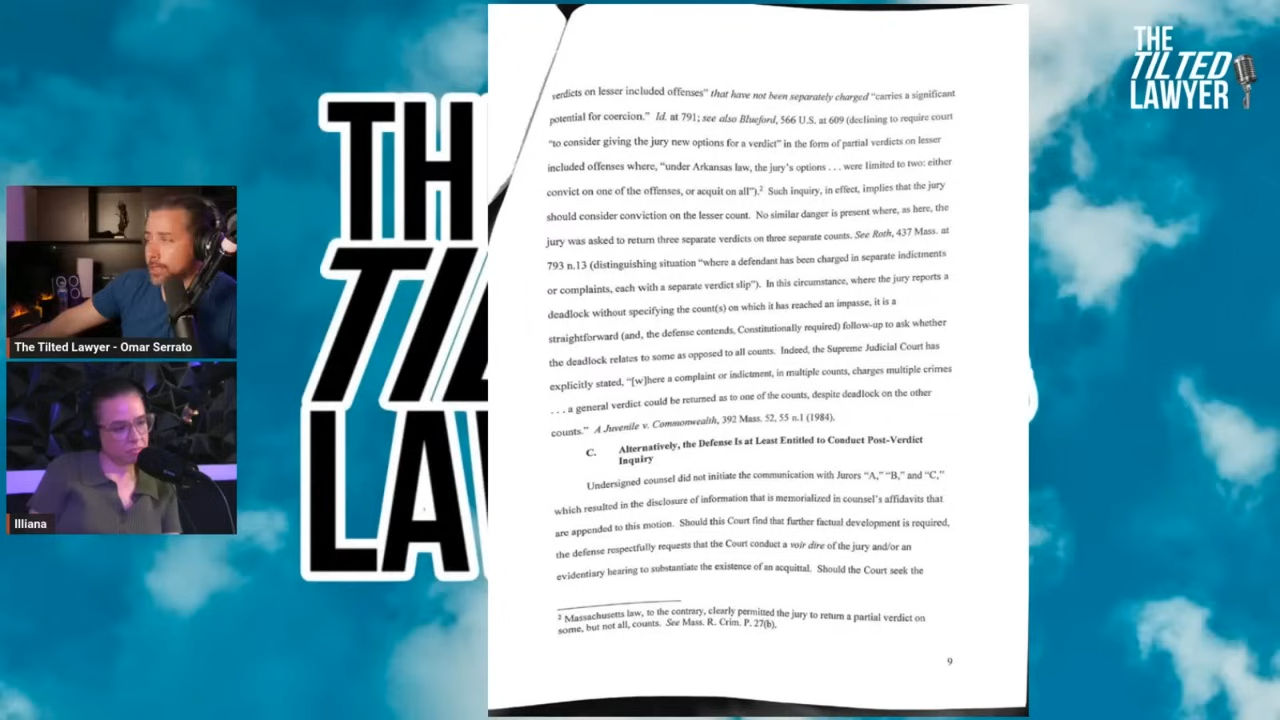 verdicts on lesser included offenses" that have not been separately charged "carries a significant
potential for coercion." Id. at 791; see also Blueford, 566 U.S. at 609 (declining to require court
"to consider giving the jury new options for a verdict" in the form of partial verdicts on lesser
included offenses where, "under Arkansas law, the jury's options . . . were limited to two: either
convict on one of the offenses, or acquit on all").² Such inquiry, in effect, implies that the jury
should consider conviction on the lesser count. No similar danger is present where, as here, the
jury was asked to return three separate verdicts on three separate counts. See Roth, 437 Mass. at
793 n.13 (distinguishing situation "where a defendant has been charged in separate indictments
or complaints, each with a separate verdict slip"). In this circumstance, where the jury reports a
deadlock without specifying the count(s) on which it has reached an impasse, it is a
straightforward (and, the defense contends, Constitutionally required) follow-up to ask whether
the deadlock relates to some as opposed to all counts. Indeed, the Supreme Judicial Court has
explicitly stated, "[w]here a complaint or indictment, in multiple counts, charges multiple crimes
. . . a general verdict could be returned as to one of the counts, despite deadlock on the other
counts." A Juvenile v. Commonwealth, 392 Mass. 52, 55 n.1 (1984).
C. Alternatively, the Defense Is at Least Entitled to Conduct Post-Verdict
Inquiry
Undersigned counsel did not initiate the communication with Jurors "A," "B," and "C,"
which resulted in the disclosure of information that is memorialized in counsel's affidavits that
are appended to this motion. Should this Court find that further factual development is required,
the defense respectfully requests that the Court conduct a voir dire of the jury and/or an
evidentiary hearing to substantiate the existence of an acquittal. Should the Court seek the
² Massachusetts law, to the contrary, clearly permitted the jury to return a partial verdict on
some, but not all, counts. See Mass. R. Crim. P. 27(b).
9
THE
TILTED
LAWYER
The Tilted Lawyer - Omar Serrato
Illiana
TH
TIL
LA